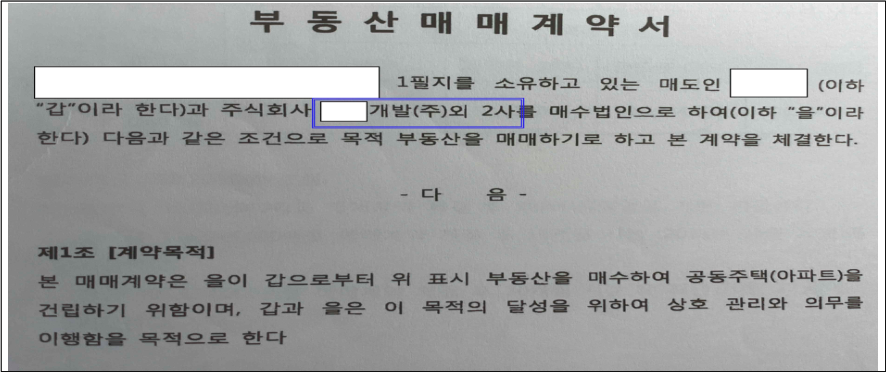 부 동 산 매 매 계 약 서
1필지를 소유하고 있는 매도인 (이하
"갑"이라 한다)과 주식회사 개발(주)외 2사를 매수법인으로 하여(이하 "을"이라
한다) 다음과 같은 조건으로 목적 부동산을 매매하기로 하고 본 계약을 체결한다.
- 다 음 -
제1조 [계약목적]
본 매매계약은 을이 갑으로부터 위 표시 부동산을 매수하여 공동주택(아파트)을
건립하기 위함이며, 갑과 을은 이 목적의 달성을 위하여 상호 관리와 의무를
이행함을 목적으로 한다